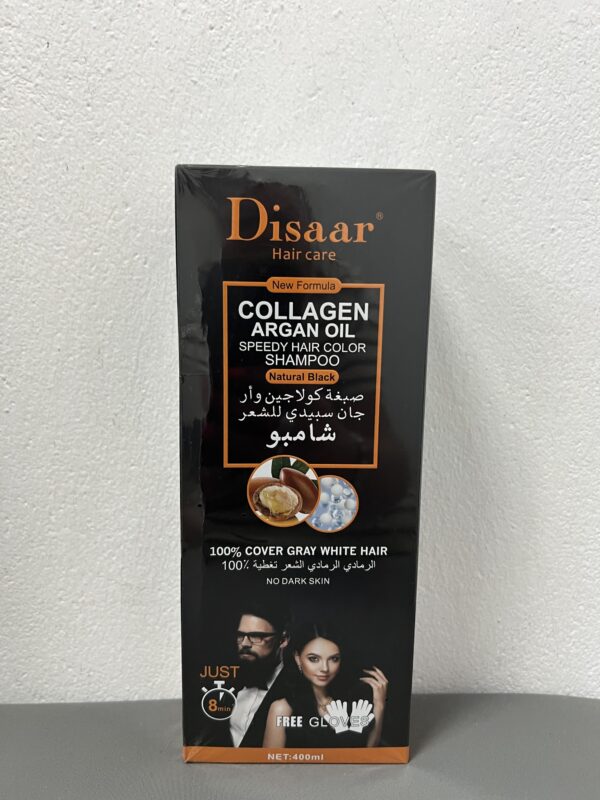 Disaar®
Hair care
New Formula
COLLAGEN
ARGAN OIL
SPEEDY HAIR COLOR
SHAMPOO
Natural Black
صبغة كولاجين وأر
جان سبيدي للشعر
شامبو
100% COVER GRAY WHITE HAIR
الرمادي الرمادي الشعر تغطية %100
NO DARK SKIN
JUST
8min
FREE GLOVES
NET:400ml